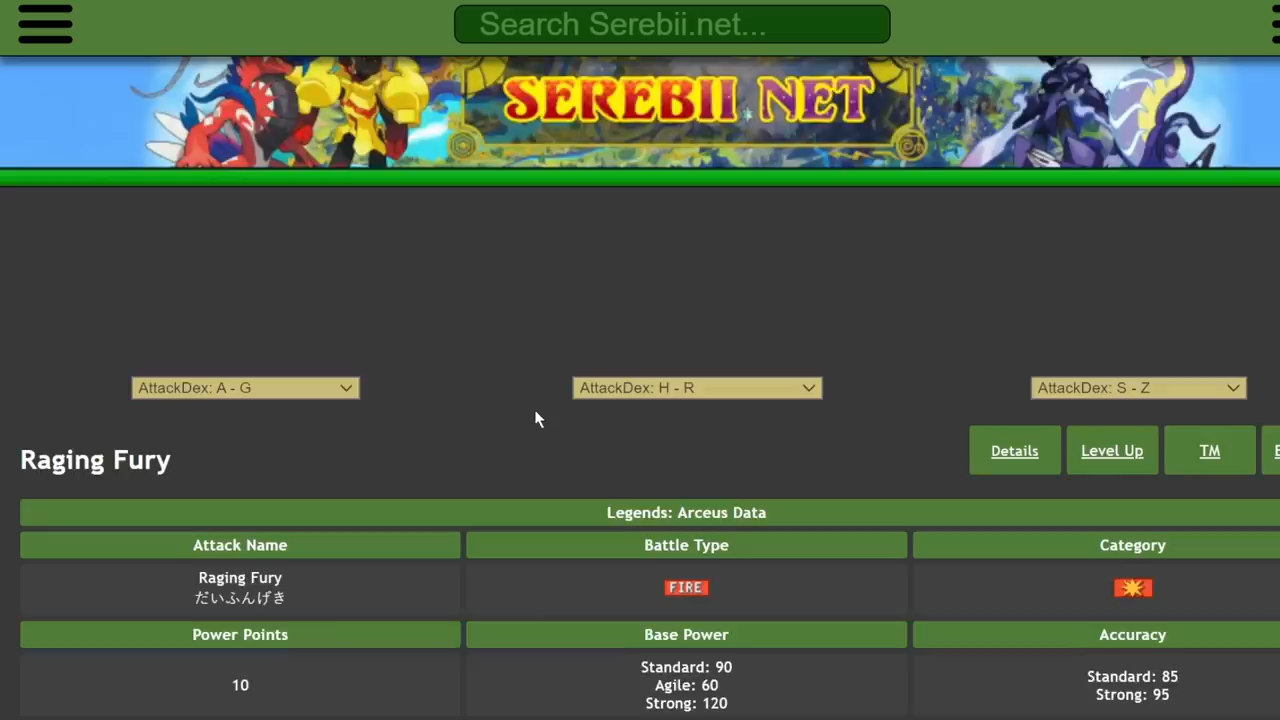 Search Serebii.net...
SEREBII.NET
AttackDex: A - G
AttackDex: H - R
AttackDex: S - Z
Raging Fury
Details
Level Up
TM
Legends: Arceus Data
Attack Name
Battle Type
Category
Raging Fury
だいふんげき
FIRE
Power Points
Base Power
Accuracy
10
Standard: 90
Agile: 60
Strong: 120
Standard: 85
Strong: 95